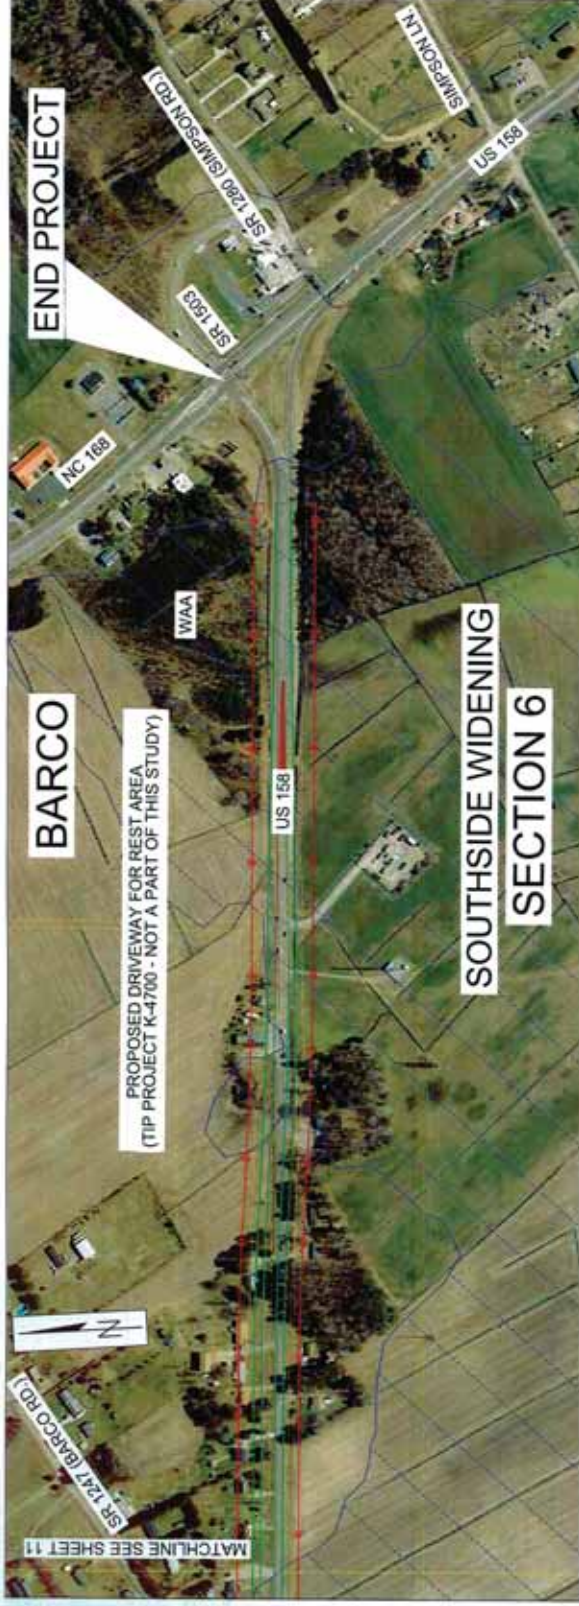 MATCHLINE SEE SHEET 11
SR 1247 (BARCO RD.)
N
PROPOSED DRIVEWAY FOR REST AREA
(TIP PROJECT K-4700 - NOT A PART OF THIS STUDY)
BARCO
WAA
US 158
SOUTHSIDE WIDENING
SECTION 6
NC 168
END PROJECT
SR 1503
SR 1280 (SIMPSON RD.)
US 158
SIMPSON LN.